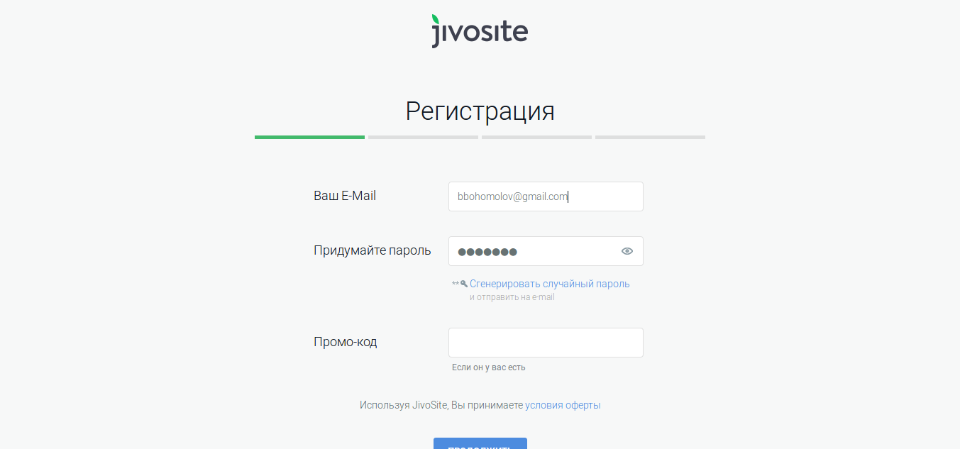 jivosite
Регистрация
Ваш E-Mail
bbohomolov@gmail.com
Придумайте пароль
Сгенерировать случайный пароль
и отправить на e-mail
Промо-код
Если он у вас есть
Используя JivoSite, Вы принимаете условия оферты